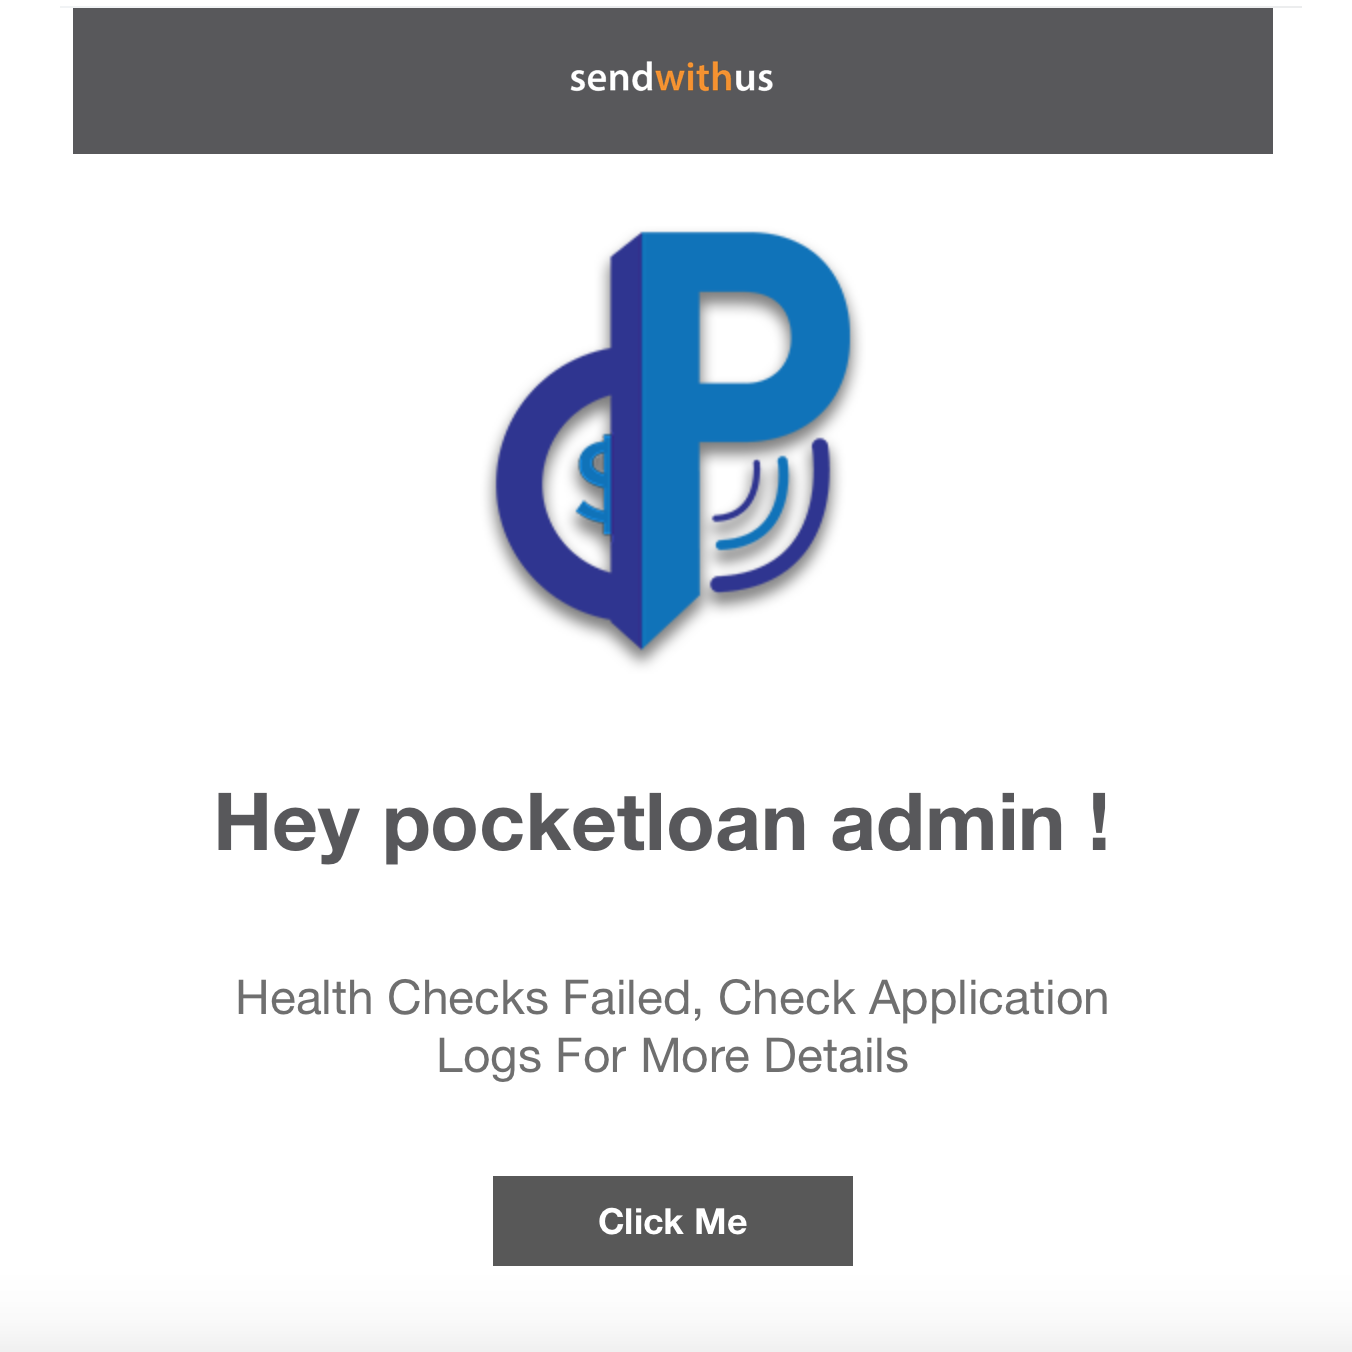 sendwithus
$
Hey pocketloan admin !
Health Checks Failed, Check Application
Logs For More Details
Click Me